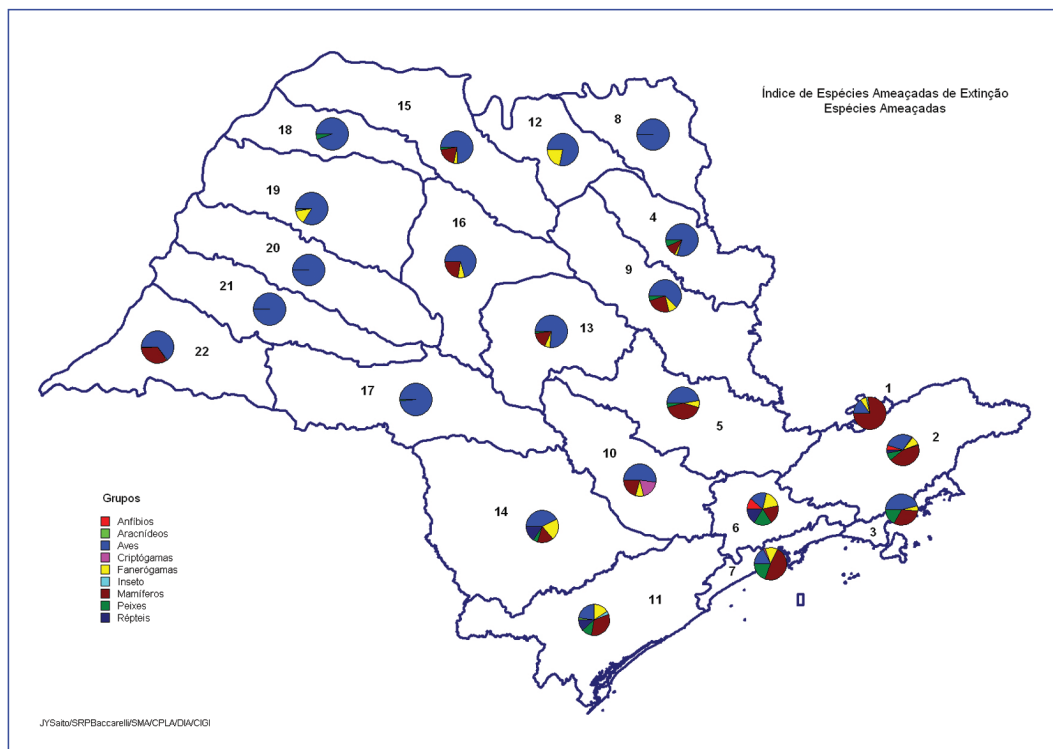 Índice de Espécies Ameaçadas de Extinção
Espécies Ameaçadas
15
18
12
8
19
16
4
20
9
21
13
22
17
1
5
2
10
14
6
3
7
11
Grupos
Anfíbios
Aracnídeos
Aves
Criptógamas
Fanerógamas
Inseto
Mamíferos
Peixes
Répteis
JYSaito/SRPBaccarelli/SMA/CPLA/DIA/CIGI